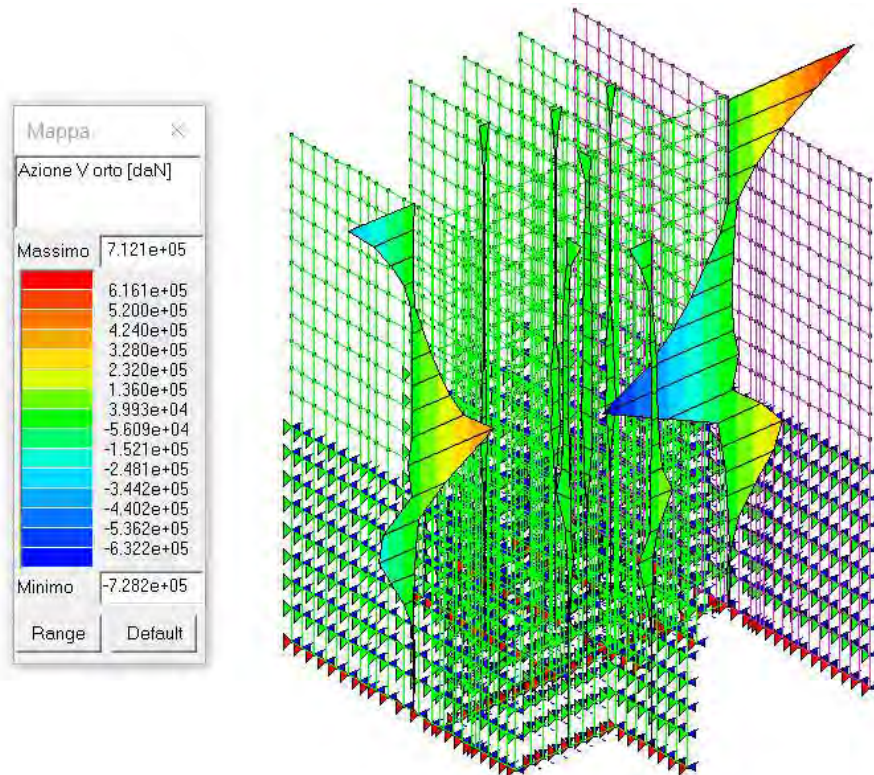 Mappa
Azione V orto [daN]
Massimo 7.121e+05
6.161e+05
5.200e+05
4.240e+05
3.280e+05
2.320e+05
1.360e+05
3.993e+04
-5.609e+04
-1.521e+05
-2.481e+05
-3.442e+05
-4.402e+05
-5.362e+05
-6.322e+05
Minimo -7.282e+05
Range Default